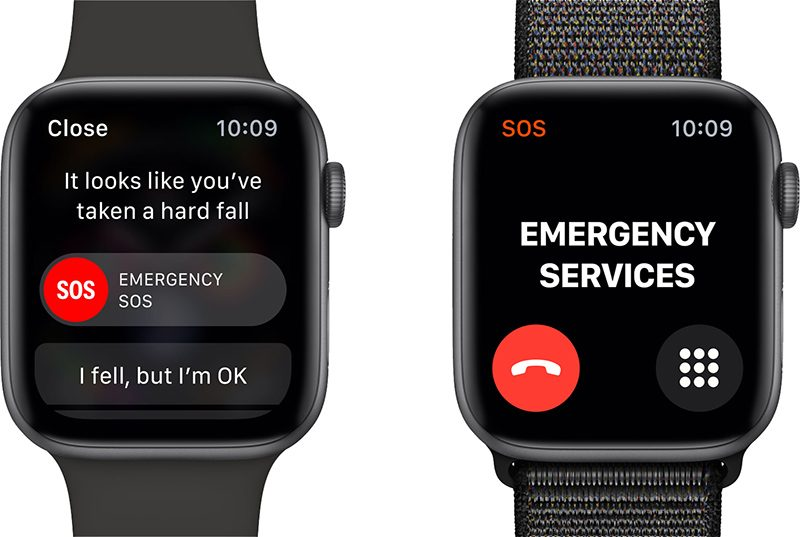 Close 10:09
It looks like you’ve
taken a hard fall
SOS
EMERGENCY
SOS
I fell, but I’m OK
SOS 10:09
EMERGENCY
SERVICES